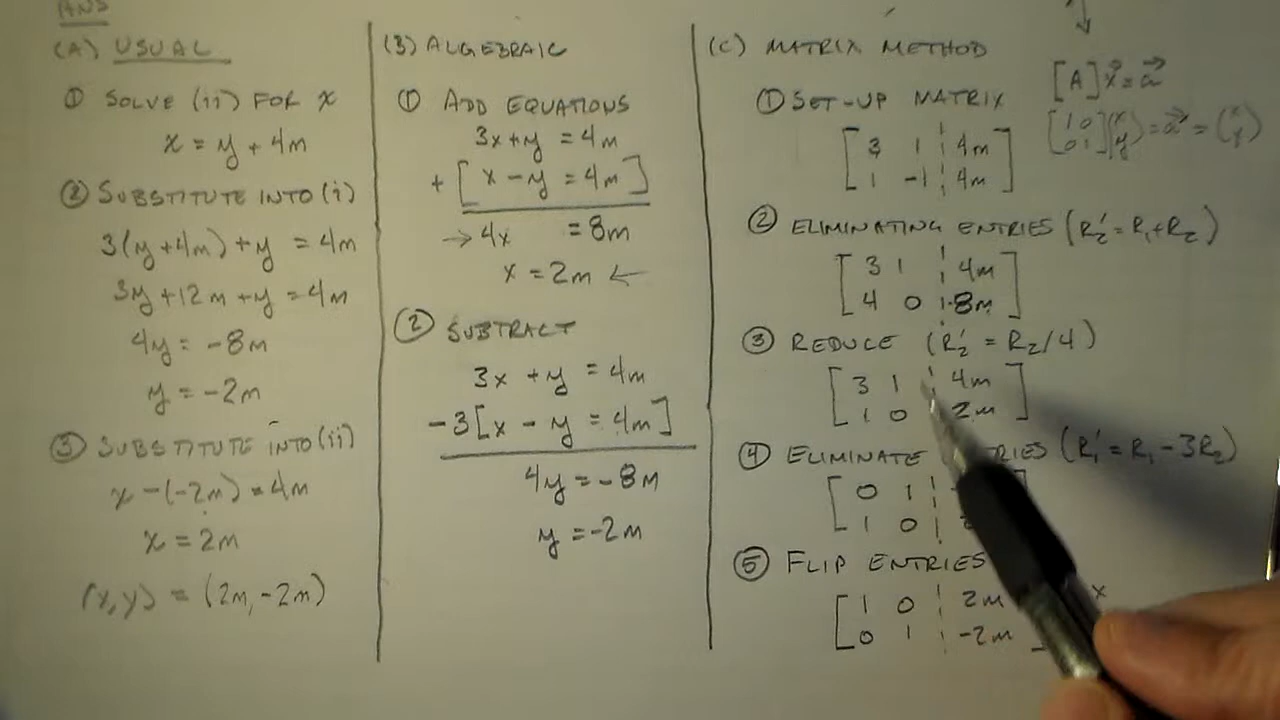 ANS
(A) USUAL
① SOLVE (ii) FOR x
x = y + 4m
② SUBSTITUTE INTO (i)
3(y+4m)+y = 4m
3y+12m+y = 4m
4y = -8m
y = -2m
③ SUBSTITUTE INTO (ii)
x-(-2m) = 4m
x = 2m
(x,y) = (2m,-2m)
(B) ALGEBRAIC
① ADD EQUATIONS
3x+y = 4m
+ [x-y = 4m]
→ 4x = 8m
x = 2m ←
② SUBTRACT
3x + y = 4m
-3[x - y = 4m]
4y = -8m
y = -2m
(C) MATRIX METHOD
① SET-UP MATRIX
[3 1 ¦ 4m
1 -1 ¦ 4m]
② ELIMINATING ENTRIES (R₂' = R₁+R₂)
[3 1 ¦ 4m
4 0 ¦ 8m]
③ REDUCE (R₂' = R₂/4)
[3 1 ¦ 4m
1 0 2m]
④ ELIMINATE (R₁' = R₁ - 3R₂)
[0 1 ¦
1 0 ¦
⑤ FLIP ENTRIES
[1 0 ¦ 2m x
0 1 ¦ -2m
[A]x⃗ = a⃗
[1 0
0 1](x
y) = a⃗ = (x
y)